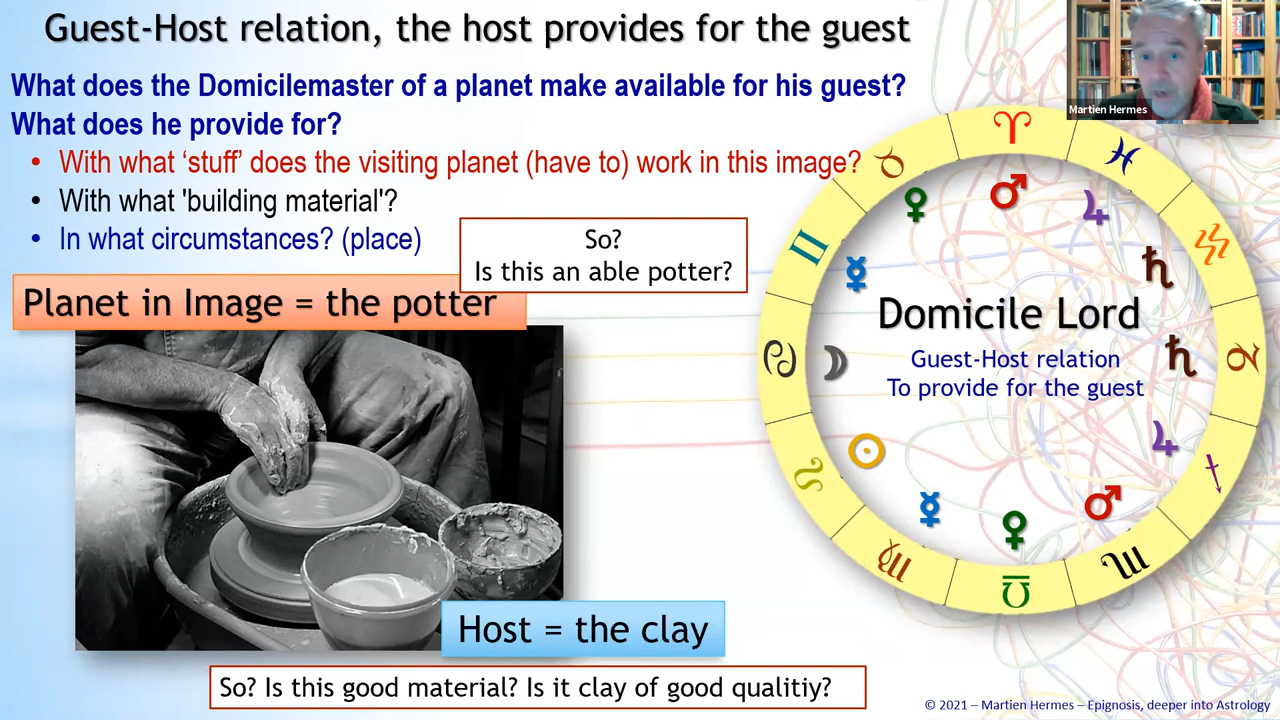 Guest-Host relation, the host provides for the guest
What does the Domicilemaster of a planet make available for his guest?
What does he provide for?
• With what ‘stuff’ does the visiting planet (have to) work in this image?
• With what 'building material'?
• In what circumstances? (place)
So?
Is this an able potter?
Planet in Image = the potter
Host = the clay
So? Is this good material? Is it clay of good qualitiy?
Martien Hermes
♈
♓
♒
♑
♐
♏
♎
♍
♌
♋
♊
♉
♂
♃
♄
♄
♃
♂
♀
☿
☉
☽
☿
♀
Domicile Lord
Guest-Host relation
To provide for the guest
© 2021 – Martien Hermes – Epignosis, deeper into Astrology